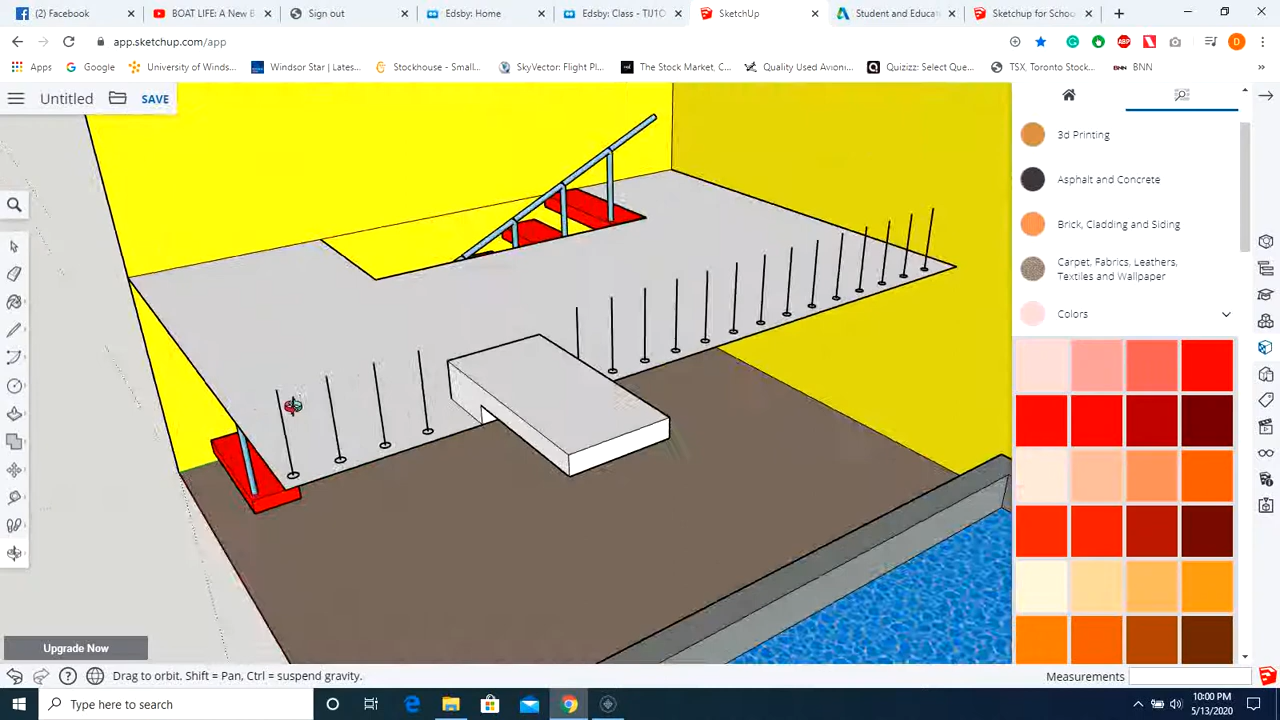 (2) Facebook
BOAT LIFE: A New B
Sign out
Edsby: Home
Edsby: Class - TIJ1C
SketchUp
Student and Educat
Sketchup for Schoo
app.sketchup.com/app
ABP
D
Apps
Google
University of Winds...
Windsor Star | Lates...
Stockhouse - Small...
SkyVector: Flight Pl...
The Stock Market, C...
Quality Used Avioni...
Quizizz: Select Que...
TSX, Toronto Stock...
BNN
Untitled
SAVE
3d Printing
Asphalt and Concrete
Brick, Cladding and Siding
Carpet, Fabrics, Leathers,
Textiles and Wallpaper
Colors
Upgrade Now
Drag to orbit. Shift = Pan, Ctrl = suspend gravity.
Measurements
Type here to search
10:00 PM
5/13/2020